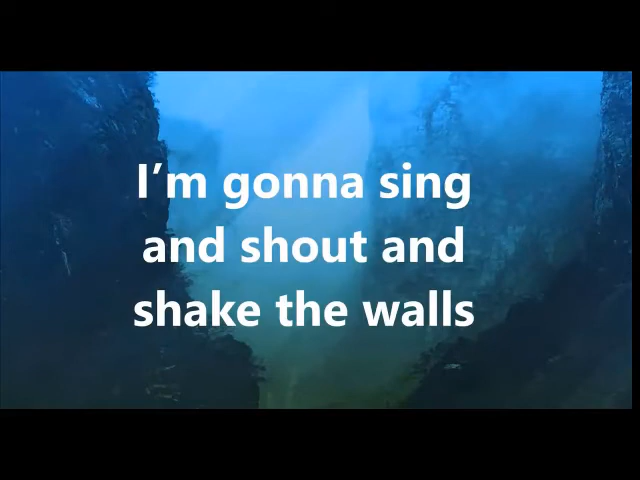 I’m gonna sing
and shout and
shake the walls